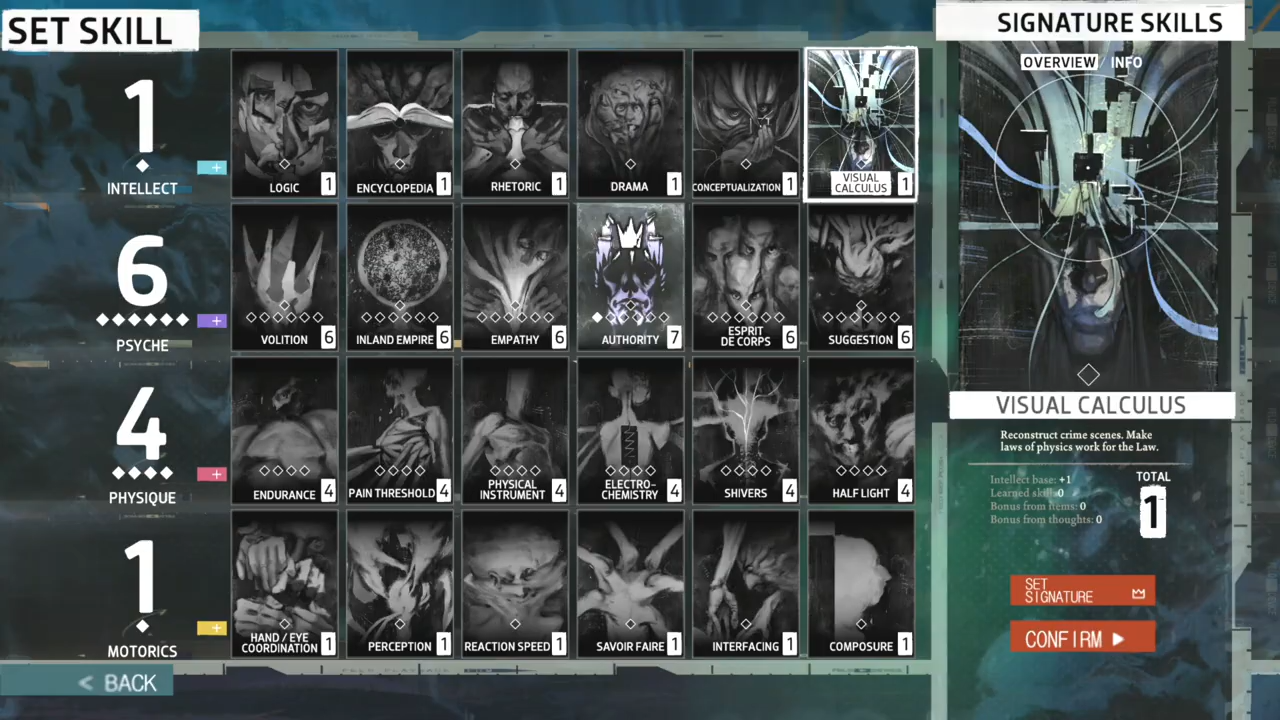 SET SKILL
SIGNATURE SKILLS
OVERVIEW / INFO
1
INTELLECT
+
LOGIC 1
ENCYCLOPEDIA 1
RHETORIC 1
DRAMA 1
CONCEPTUALIZATION 1
VISUAL
CALCULUS 1
6
PSYCHE
+
VOLITION 6
INLAND EMPIRE 6
EMPATHY 6
AUTHORITY 7
ESPRIT
DE CORPS 6
SUGGESTION 6
4
PHYSIQUE
+
ENDURANCE 4
PAIN THRESHOLD 4
PHYSICAL
INSTRUMENT 4
ELECTRO-
CHEMISTRY 4
SHIVERS 4
HALF LIGHT 4
1
MOTORICS
+
HAND / EYE
COORDINATION 1
PERCEPTION 1
REACTION SPEED 1
SAVOIR FAIRE 1
INTERFACING 1
COMPOSURE 1
VISUAL CALCULUS
Reconstruct crime scenes. Make
laws of physics work for the Law.
Intellect base: +1
Learned skill: 0
Bonus from items: 0
Bonus from thoughts: 0
TOTAL
1
SET
SIGNATURE
CONFIRM
< BACK